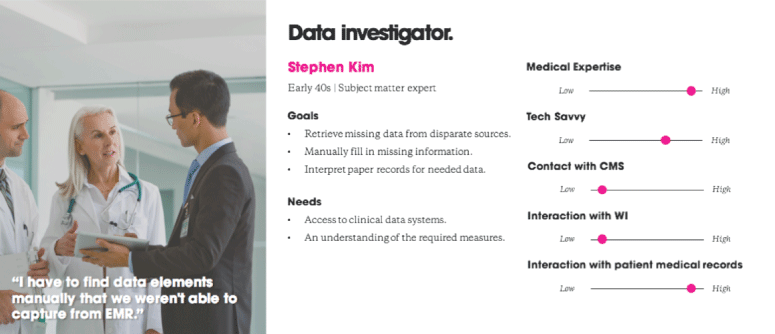 Data investigator.
Stephen Kim
Early 40s | Subject matter expert
Goals
• Retrieve missing data from disparate sources.
• Manually fill in missing information.
• Interpret paper records for needed data.
Needs
• Access to clinical data systems.
• An understanding of the required measures.
Medical Expertise
Low High
Tech Savvy
Low High
Contact with CMS
Low High
Interaction with WI
Low High
Interaction with patient medical records
Low High
“I have to find data elements
manually that we weren't able to
capture from EMR.”